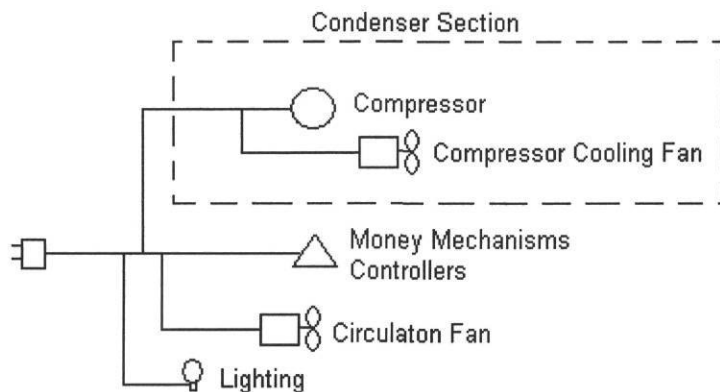 Condenser Section
Compressor
Compressor Cooling Fan
Money Mechanisms
Controllers
Circulaton Fan
Lighting